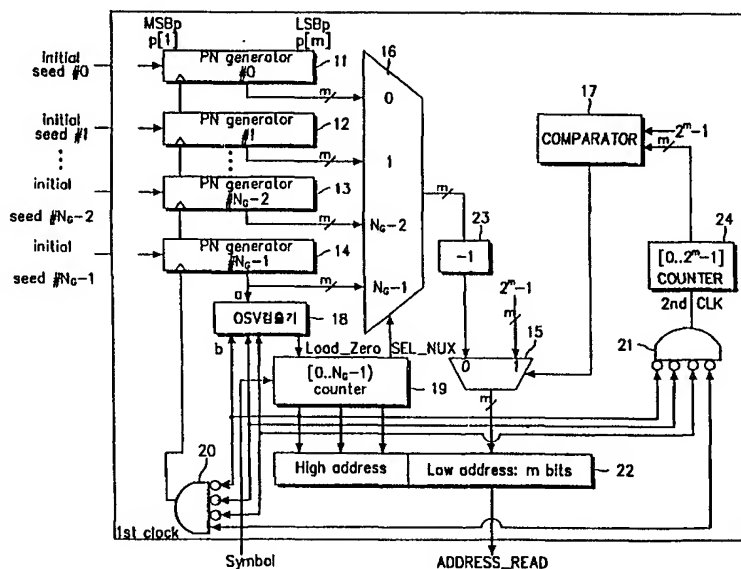 MSBp
p[1]
LSBp
p[m]
initial
seed #0
PN generator
#0
11
initial
seed #1
PN generator
#1
12
initial
seed #N_G-2
PN generator
#N_G-2
13
initial
seed #N_G-1
PN generator
#N_G-1
14
m
m
m
m
16
0
1
N_G-2
N_G-1
m
17
COMPARATOR
2^m-1
m
23
-1
24
[0..2^m-1]
COUNTER
2nd CLK
2^m-1
m
15
0
1
m
21
a
b
OSV검출기
18
Load_Zero
SEL_NUX
[0..N_G-1)
counter
19
20
High address
Low address: m bits
22
1st clock
Symbol
ADDRESS_READ